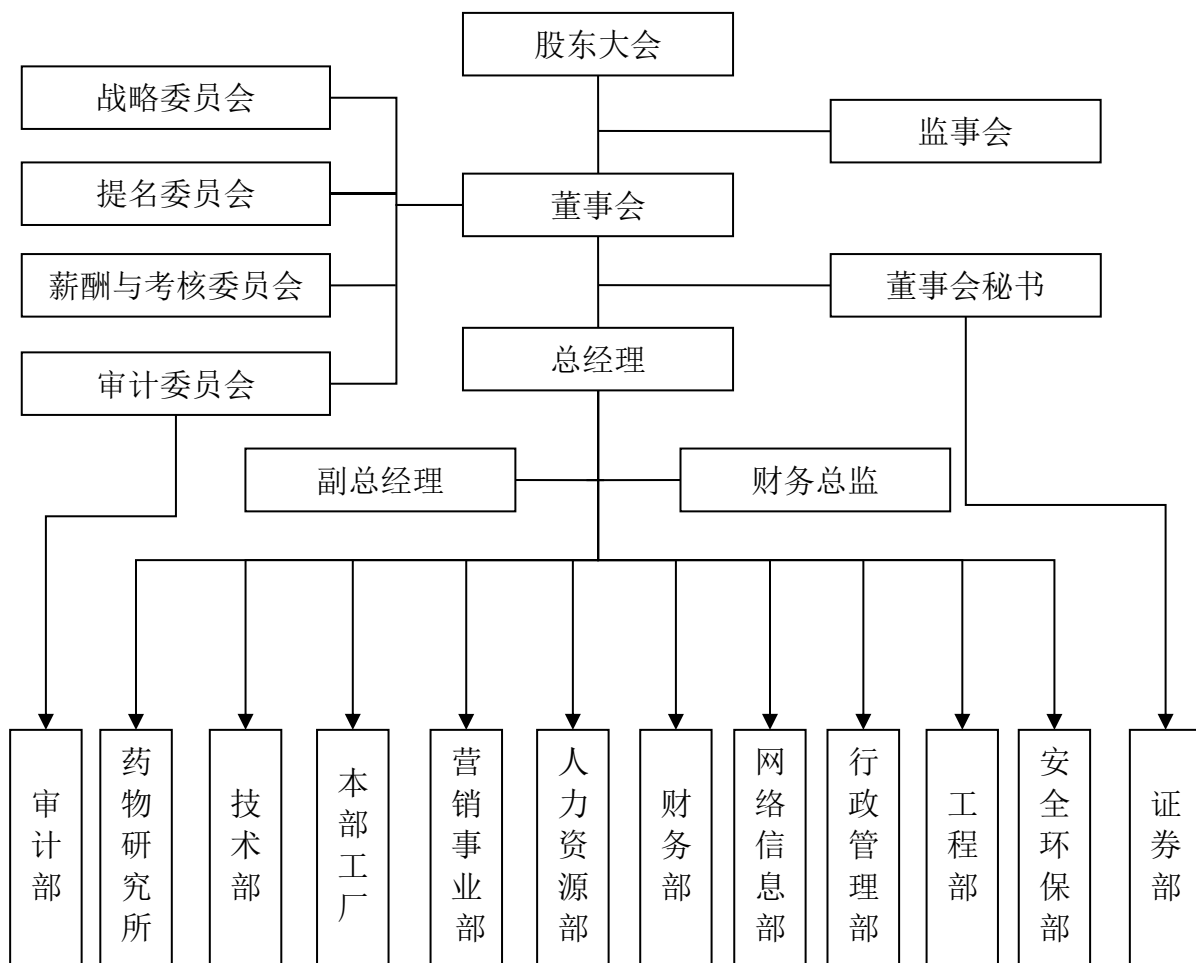 股东大会
战略委员会
监事会
提名委员会
董事会
薪酬与考核委员会
董事会秘书
总经理
审计委员会
副总经理
财务总监
审计部
药物研究所
技术部
本部工厂
营销事业部
人力资源部
财务部
网络信息部
行政管理部
工程部
安全环保部
证券部